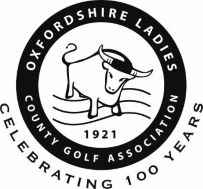 OXFORDSHIRE LADIES
COUNTY GOLF ASSOCIATION
1921
CELEBRATING 100 YEARS